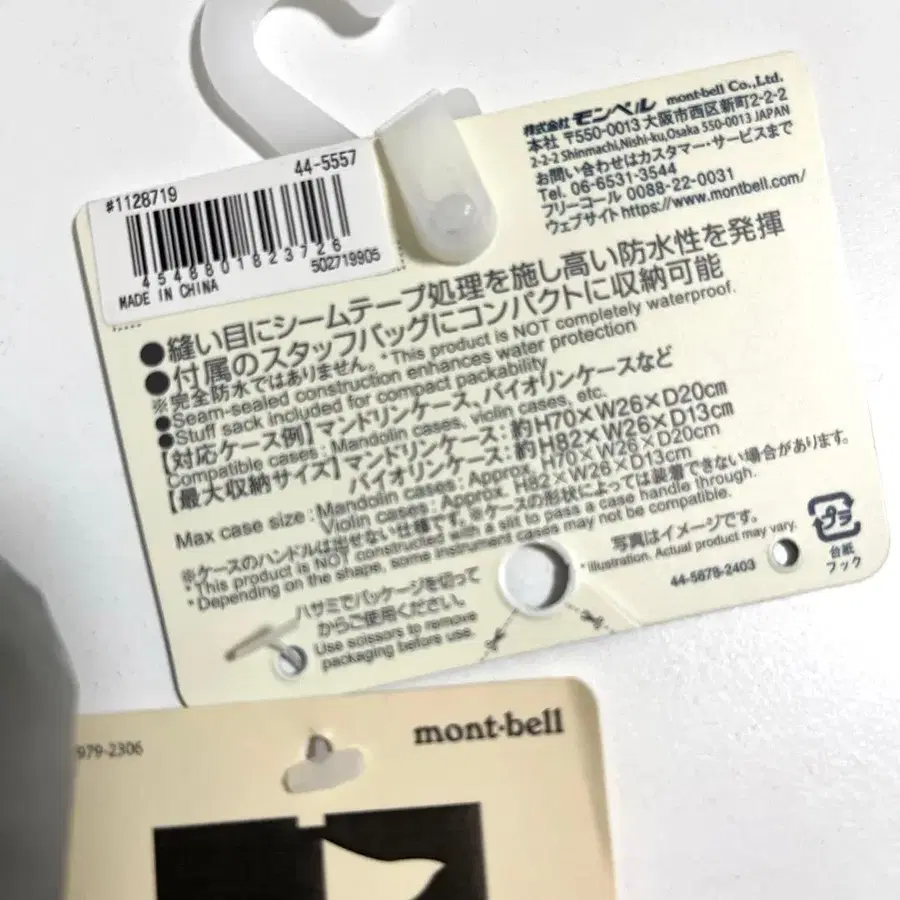 株式会社 モンベル mont-bell Co.,Ltd.
本社 〒550-0013 大阪市西区新町2-2-2
2-2-2 Shinmachi,Nishi-ku,Osaka 550-0013 JAPAN
お問い合わせはカスタマー・サービスまで
Tel. 06-6531-3544
フリーコール 0088-22-0031
ウェブサイト https://www.montbell.com/
#1128719 44-5557
4548801823726
502719905
MADE IN CHINA
●縫い目にシームテープ処理を施し高い防水性を発揮
●付属のスタッフバッグにコンパクトに収納可能
※完全防水ではありません。*This product is NOT completely waterproof.
●Seam-sealed construction enhances water protection
●Stuff sack included for compact packability
【対応ケース例】マンドリンケース、バイオリンケースなど
Compatible cases : Mandolin cases, violin cases, etc.
【最大収納サイズ】マンドリンケース：約H70×W26×D20㎝
バイオリンケース：約H82×W26×D13㎝
Max case size : Mandolin cases : Approx. H70×W26×D20cm
Violin cases : Approx. H82×W26×D13cm
※ケースのハンドルは出せない仕様です。※ケースの形状によっては装着できない場合があります。
*This product is NOT constructed with a slit to pass a case handle through.
*Depending on the shape, some instrument cases may not be compatible.
写真はイメージです。
*Illustration. Actual product may vary.
44-5878-2403
プラ
台紙
フック
ハサミでパッケージを切って
からご使用ください。
Use scissors to remove
packaging before use.
979-2306
mont-bell